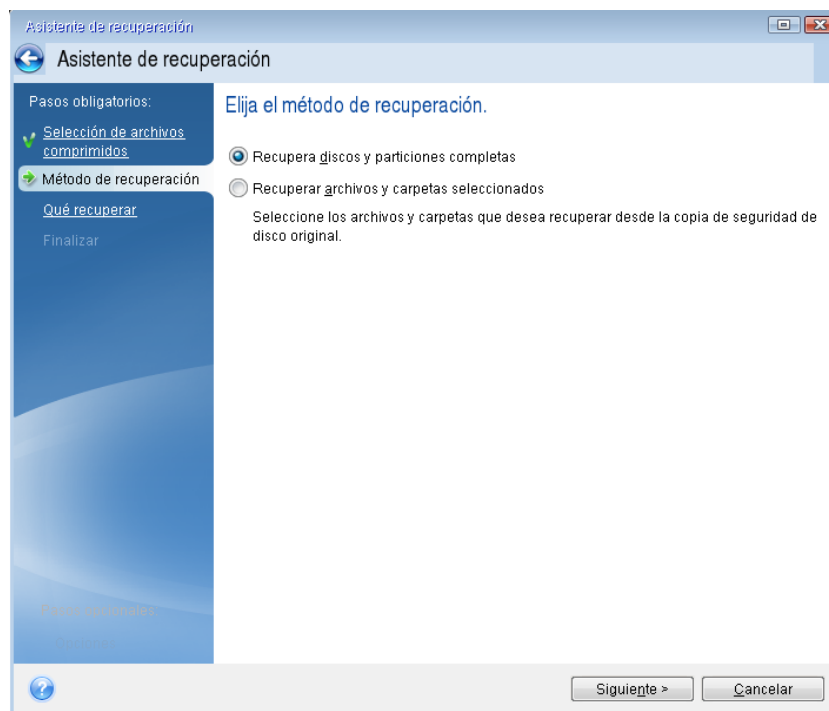 Asistente de recuperación
Asistente de recuperación
Pasos obligatorios:
Selección de archivos
comprimidos
Método de recuperación
Qué recuperar
Finalizar
Elija el método de recuperación.
Recupera discos y particiones completas
Recuperar archivos y carpetas seleccionados
Seleccione los archivos y carpetas que desea recuperar desde la copia de seguridad de
disco original.
Siguiente >
Cancelar